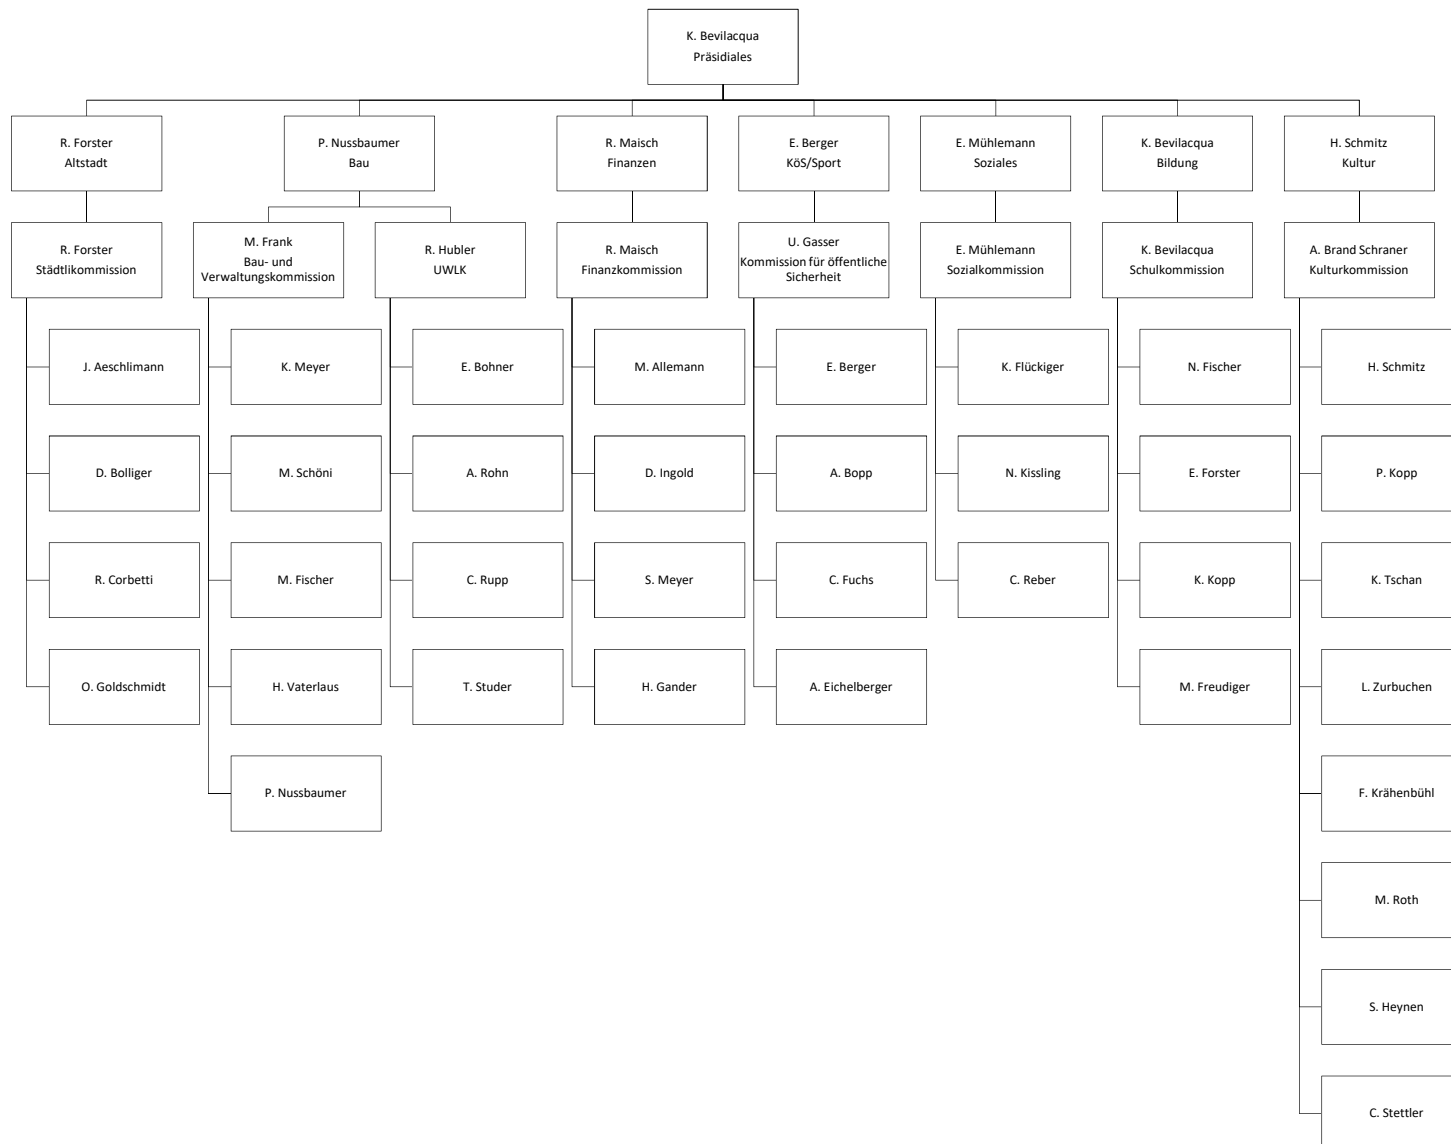 K. Bevilacqua
Präsidiales
R. Forster
Altstadt
P. Nussbaumer
Bau
R. Maisch
Finanzen
E. Berger
KöS/Sport
E. Mühlemann
Soziales
K. Bevilacqua
Bildung
H. Schmitz
Kultur
R. Forster
Städtlikommission
M. Frank
Bau- und
Verwaltungskommission
R. Hubler
UWLK
R. Maisch
Finanzkommission
U. Gasser
Kommission für öffentliche
Sicherheit
E. Mühlemann
Sozialkommission
K. Bevilacqua
Schulkommission
A. Brand Schraner
Kulturkommission
J. Aeschlimann
K. Meyer
E. Bohner
M. Allemann
E. Berger
K. Flückiger
N. Fischer
H. Schmitz
D. Bolliger
M. Schöni
A. Rohn
D. Ingold
A. Bopp
N. Kissling
E. Forster
P. Kopp
R. Corbetti
M. Fischer
C. Rupp
S. Meyer
C. Fuchs
C. Reber
K. Kopp
K. Tschan
O. Goldschmidt
H. Vaterlaus
T. Studer
H. Gander
A. Eichelberger
M. Freudiger
L. Zurbuchen
P. Nussbaumer
F. Krähenbühl
M. Roth
S. Heynen
C. Stettler